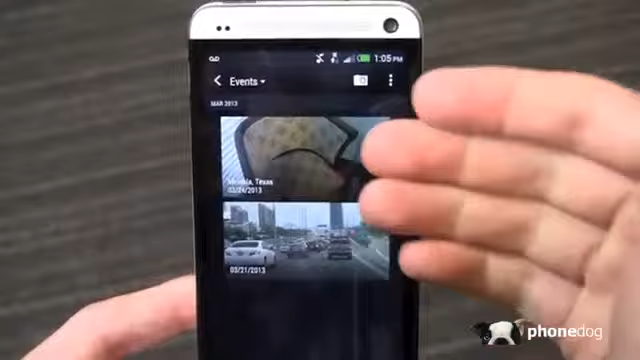 1:05 PM
Events
MAR 2013
Texas
03/24/2013
03/21/2013
phonedog